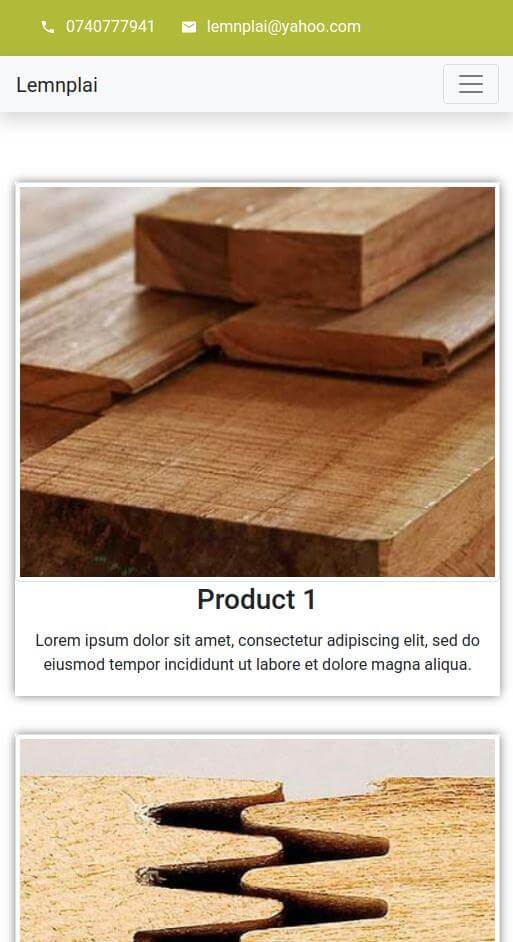 0740777941 lemnplai@yahoo.com
Lemnplai
Product 1
Lorem ipsum dolor sit amet, consectetur adipiscing elit, sed do
eiusmod tempor incididunt ut labore et dolore magna aliqua.